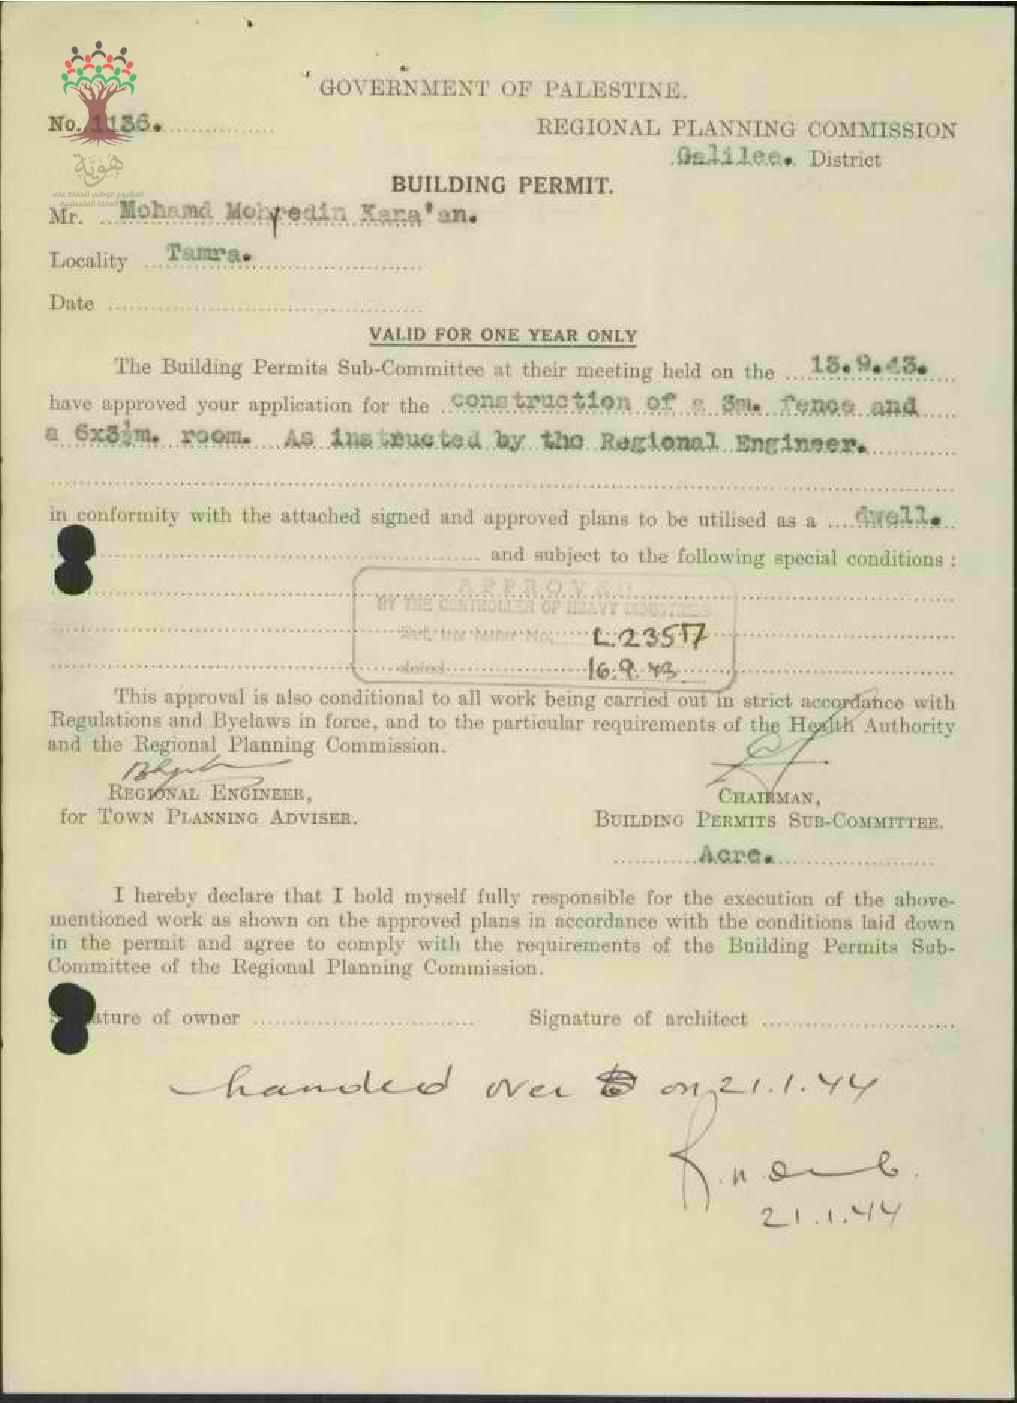 GOVERNMENT OF PALESTINE.
No. 1136.
REGIONAL PLANNING COMMISSION
Galilee. District
هوية
المشروع الوطني للحفاظ على
BUILDING PERMIT.
Mr. Mohamd Mohyedin Kana'an.
Locality Tamra.
Date
VALID FOR ONE YEAR ONLY
The Building Permits Sub-Committee at their meeting held on the 13.9.43.
have approved your application for the construction of a 3m. fence and
a 6x3½m. room. As instructed by the Regional Engineer.
in conformity with the attached signed and approved plans to be utilised as a dwell.
and subject to the following special conditions :
APPROVED
BY THE CONTROLLER OF HEAVY INDUSTRIES
No. L.23517
dated 16.9.43
This approval is also conditional to all work being carried out in strict accordance with
Regulations and Byelaws in force, and to the particular requirements of the Health Authority
and the Regional Planning Commission.
REGIONAL ENGINEER,
for TOWN PLANNING ADVISER.
CHAIRMAN,
BUILDING PERMITS SUB-COMMITTEE.
Acre.
I hereby declare that I hold myself fully responsible for the execution of the above-
mentioned work as shown on the approved plans in accordance with the conditions laid down
in the permit and agree to comply with the requirements of the Building Permits Sub-
Committee of the Regional Planning Commission.
ature of owner
Signature of architect
handed over on 21.1.44
21.1.44